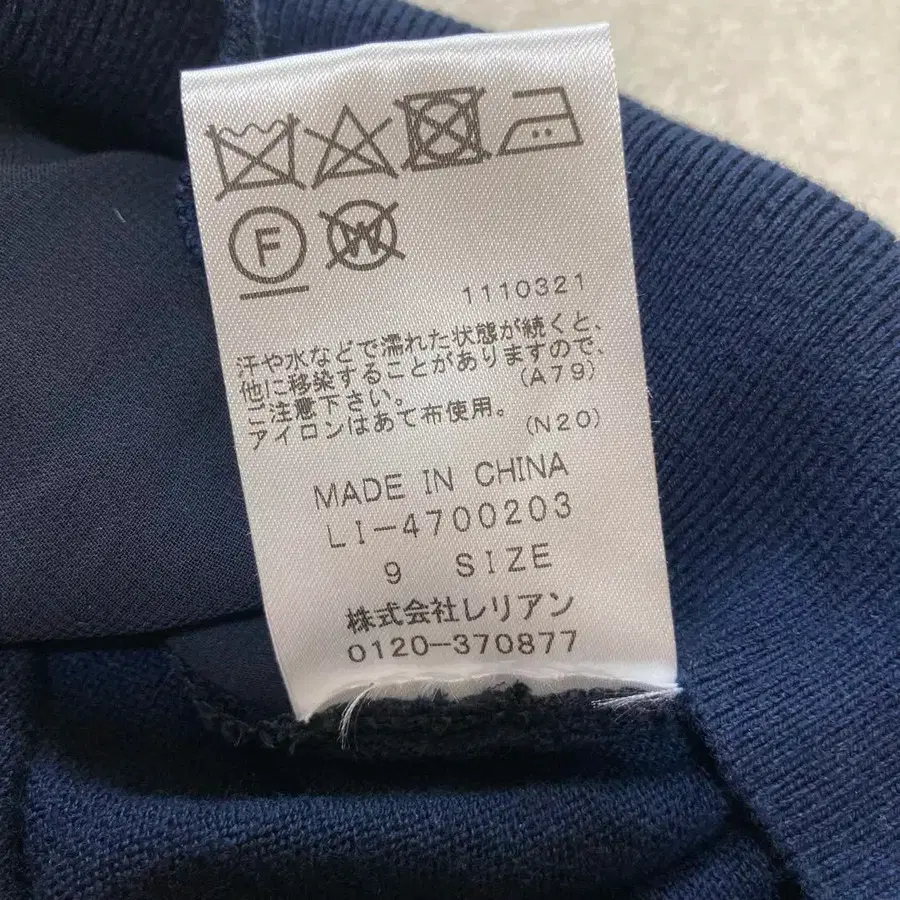 F W
1110321
汗や水などで濡れた状態が続くと、
他に移染することがありますので、
ご注意下さい。 (A79)
アイロンはあて布使用。 (N20)
MADE IN CHINA
LI-4700203
9 SIZE
株式会社レリアン
0120-370877